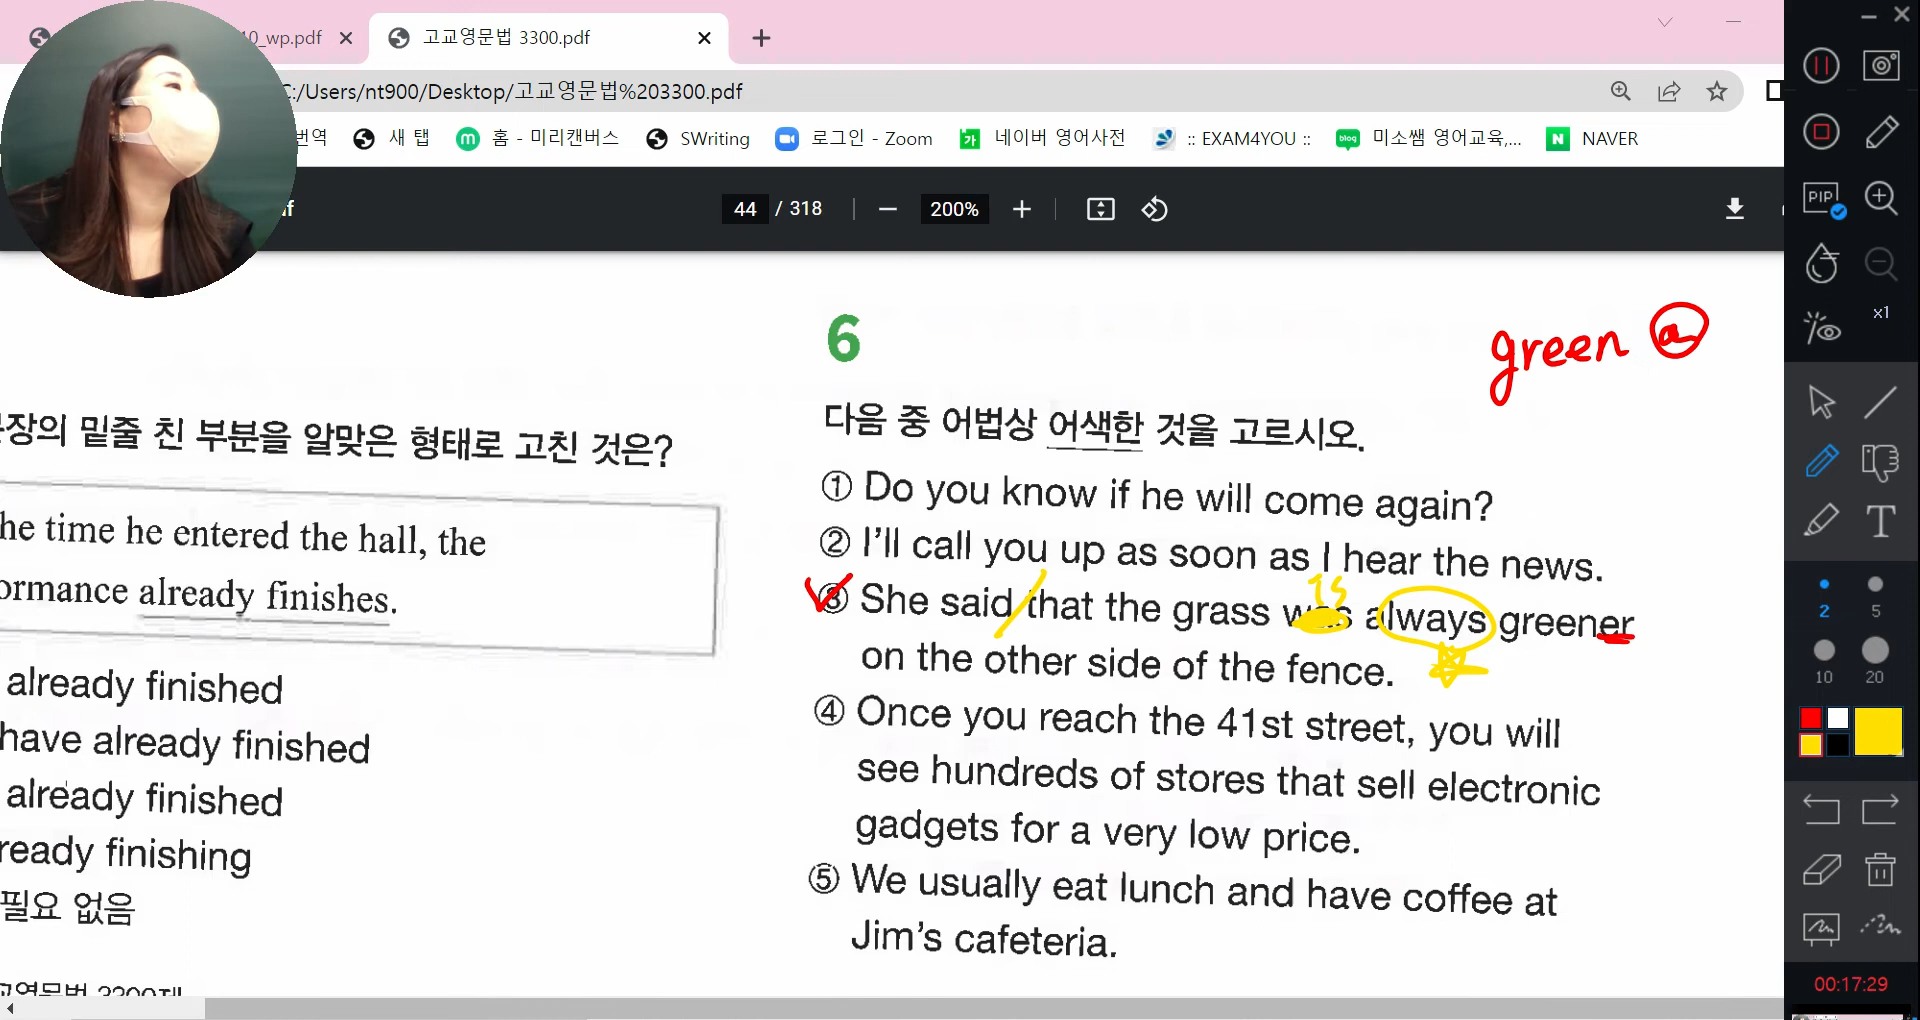 10_wp.pdf
고교영문법 3300.pdf
C:/Users/nt900/Desktop/고교영문법%203300.pdf
번역 새 탭 홈 - 미리캔버스 SWriting 로그인 - Zoom 네이버 영어사전 :: EXAM4YOU :: 미소쌤 영어교육,... NAVER
44 / 318 200%
PIP
x1
문장의 밑줄 친 부분을 알맞은 형태로 고친 것은?
he time he entered the hall, the
ormance already finishes.
already finished
have already finished
already finished
ready finishing
필요 없음
6
green a
다음 중 어법상 어색한 것을 고르시오.
① Do you know if he will come again?
② I'll call you up as soon as I hear the news.
is
③ She said that the grass was always greener
on the other side of the fence.
④ Once you reach the 41st street, you will
see hundreds of stores that sell electronic
gadgets for a very low price.
⑤ We usually eat lunch and have coffee at
Jim's cafeteria.
T
2 5
10 20
00:17:29